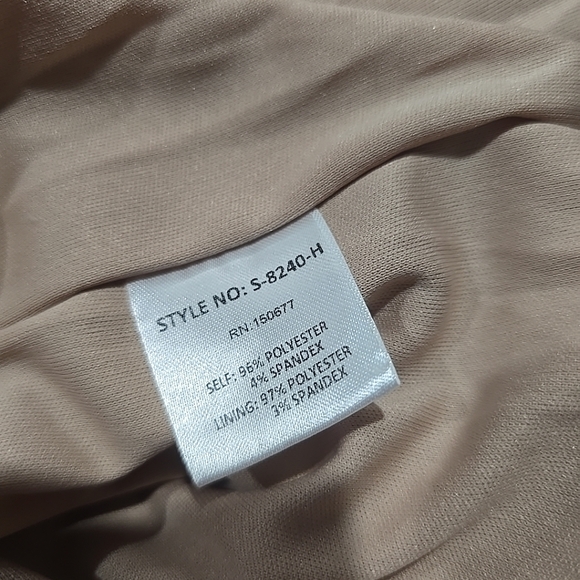 STYLE NO: S-8240-H
RN:150677
SELF: 96% POLYESTER
4% SPANDEX
LINING: 97% POLYESTER
3% SPANDEX